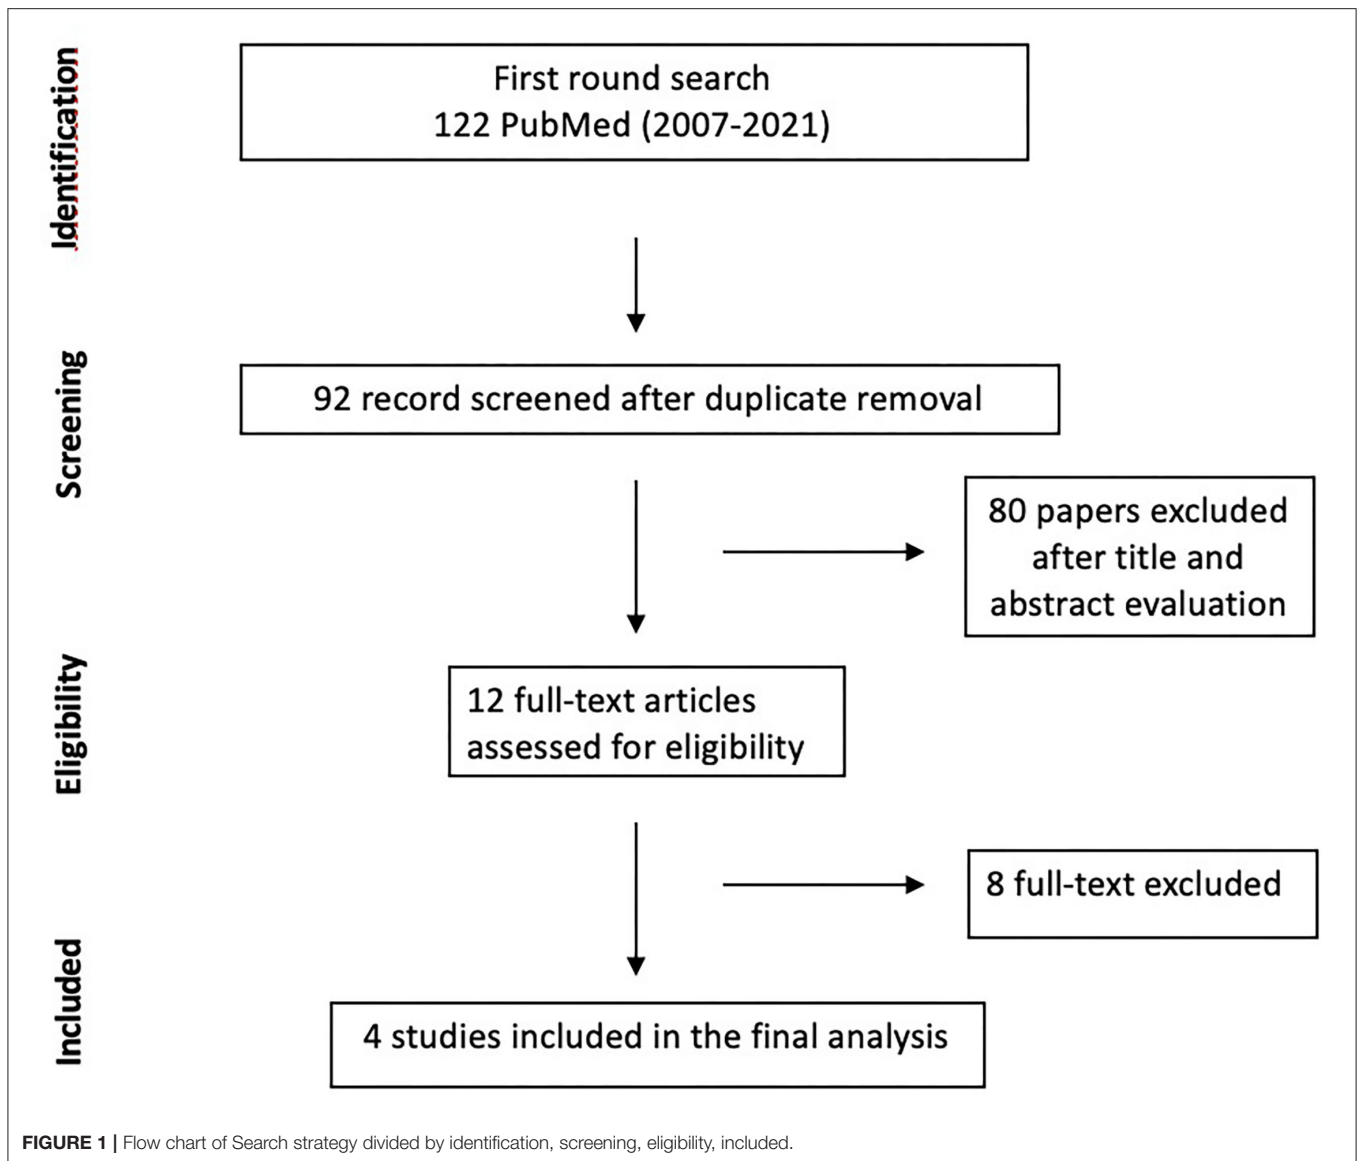 Identification
First round search
122 PubMed (2007-2021)
Screening
92 record screened after duplicate removal
80 papers excluded
after title and
abstract evaluation
Eligibility
12 full-text articles
assessed for eligibility
8 full-text excluded
Included
4 studies included in the final analysis
FIGURE 1 | Flow chart of Search strategy divided by identification, screening, eligibility, included.